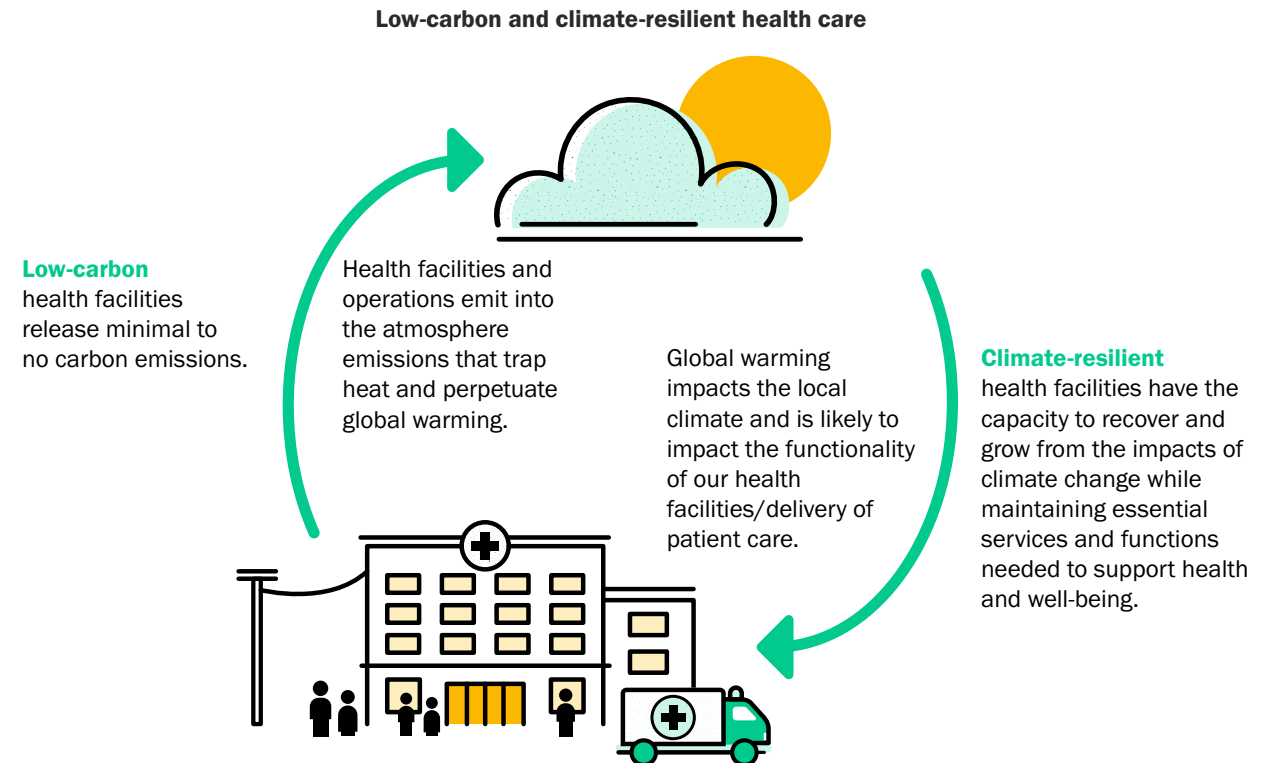 Low-carbon and climate-resilient health care
Low-carbon
health facilities
release minimal to
no carbon emissions.
Health facilities and
operations emit into
the atmosphere
emissions that trap
heat and perpetuate
global warming.
Global warming
impacts the local
climate and is likely to
impact the functionality
of our health
facilities/delivery of
patient care.
Climate-resilient
health facilities have the
capacity to recover and
grow from the impacts of
climate change while
maintaining essential
services and functions
needed to support health
and well-being.